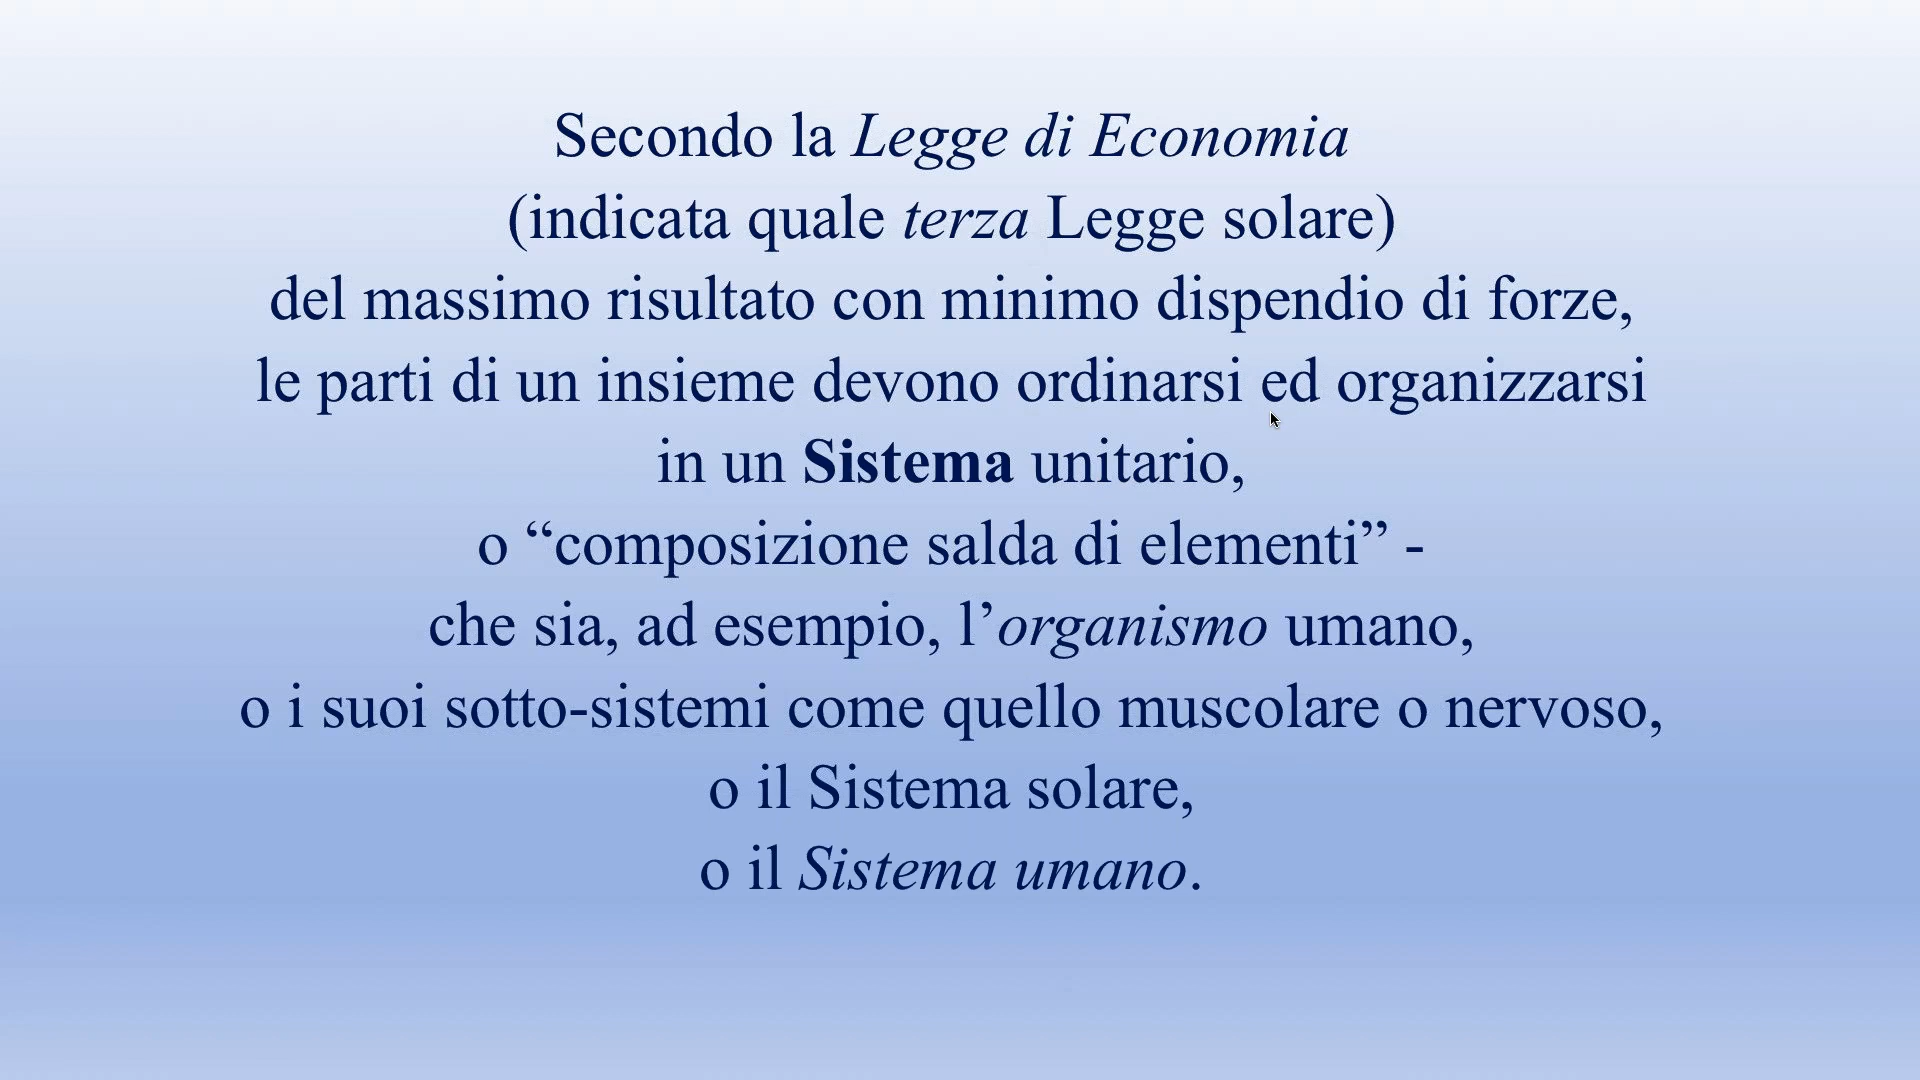 Secondo la Legge di Economia
(indicata quale terza Legge solare)
del massimo risultato con minimo dispendio di forze,
le parti di un insieme devono ordinarsi ed organizzarsi
in un Sistema unitario,
o “composizione salda di elementi” -
che sia, ad esempio, l’organismo umano,
o i suoi sotto-sistemi come quello muscolare o nervoso,
o il Sistema solare,
o il Sistema umano.